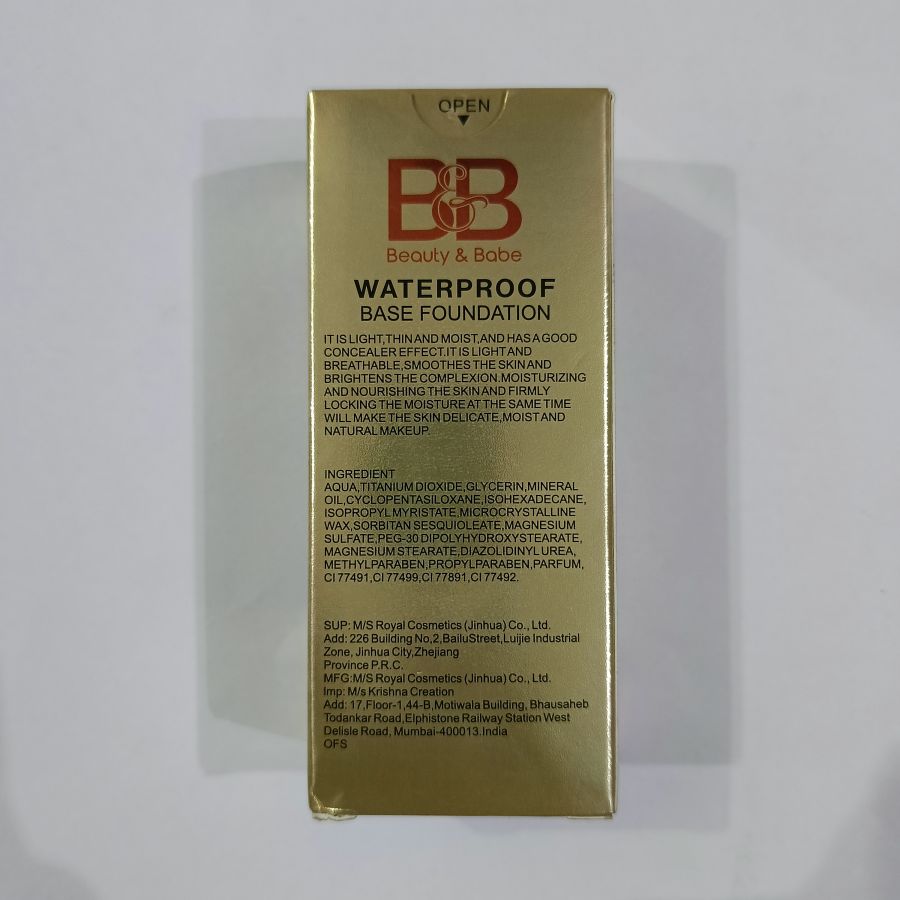 OPEN
B&B
Beauty & Babe
WATERPROOF
BASE FOUNDATION
IT IS LIGHT,THIN AND MOIST,AND HAS A GOOD
CONCEALER EFFECT.IT IS LIGHT AND
BREATHABLE,SMOOTHES THE SKIN AND
BRIGHTENS THE COMPLEXION.MOISTURIZING
AND NOURISHING THE SKIN AND FIRMLY
LOCKING THE MOISTURE AT THE SAME TIME
WILL MAKE THE SKIN DELICATE,MOIST AND
NATURAL MAKEUP.
INGREDIENT
AQUA,TITANIUM DIOXIDE,GLYCERIN,MINERAL
OIL,CYCLOPENTASILOXANE,ISOHEXADECANE,
ISOPROPYL MYRISTATE,MICROCRYSTALLINE
WAX,SORBITAN SESQUIOLEATE,MAGNESIUM
SULFATE,PEG-30 DIPOLYHYDROXYSTEARATE,
MAGNESIUM STEARATE,DIAZOLIDINYL UREA,
METHYLPARABEN,PROPYLPARABEN,PARFUM,
CI 77491,CI 77499,CI 77891,CI 77492.
SUP: M/S Royal Cosmetics (Jinhua) Co., Ltd.
Add: 226 Building No,2,BailuStreet,Luijie Industrial
Zone, Jinhua City,Zhejiang
Province P.R.C.
MFG:M/S Royal Cosmetics (Jinhua) Co., Ltd.
Imp: M/s Krishna Creation
Add: 17,Floor-1,44-B,Motiwala Building, Bhausaheb
Todankar Road,Elphistone Railway Station West
Delisle Road, Mumbai-400013.India
OFS